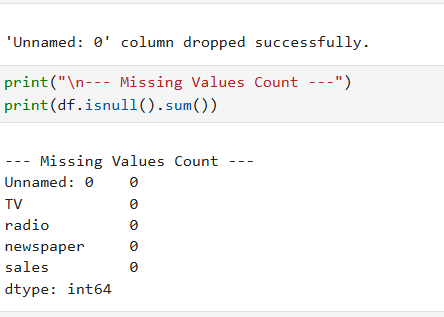 'Unnamed: 0' column dropped successfully.
print("\n--- Missing Values Count ---")
print(df.isnull().sum())
--- Missing Values Count ---
Unnamed: 0    0
TV            0
radio         0
newspaper     0
sales         0
dtype: int64